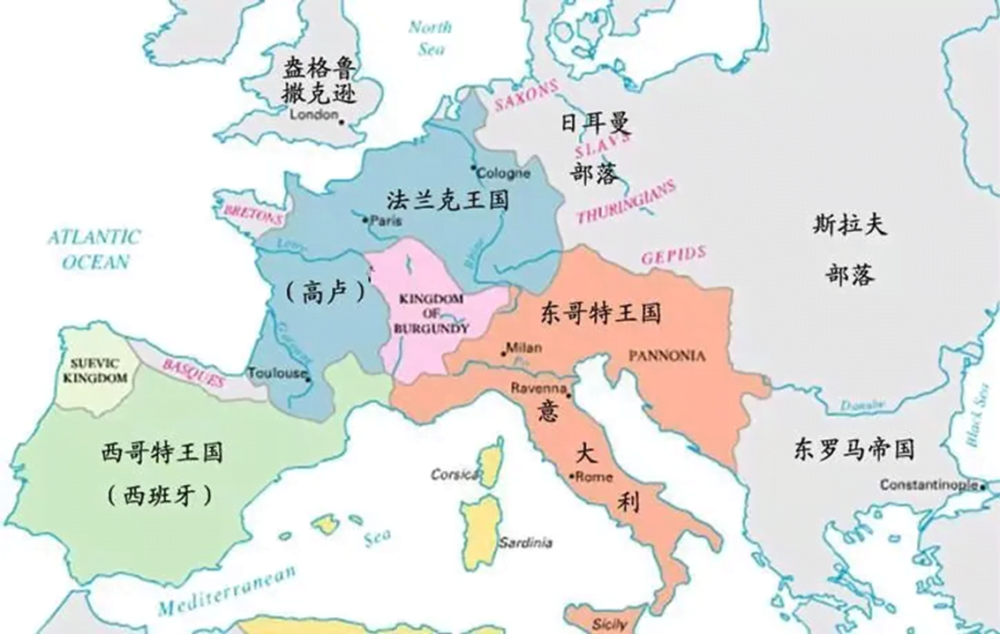 North
Sea
盎格鲁
撒克逊
London
SAXONS
日耳曼
SLAVS
部落
THURINGIANS
Cologne
法兰克王国
Paris
BRETONS
Loire
Rhine
GEPIDS
斯拉夫
部落
ATLANTIC
OCEAN
（高卢）
KINGDOM
OF
BURGUNDY
东哥特王国
Milan
Po
PANNONIA
SUEVIC
KINGDOM
BASQUES
Toulouse
Ravenna
意
大
利
Danube
Black Sea
西哥特王国
（西班牙）
东罗马帝国
Constantinople
Corsica
Rome
Sardinia
Mediterranean
Sea
Sicily